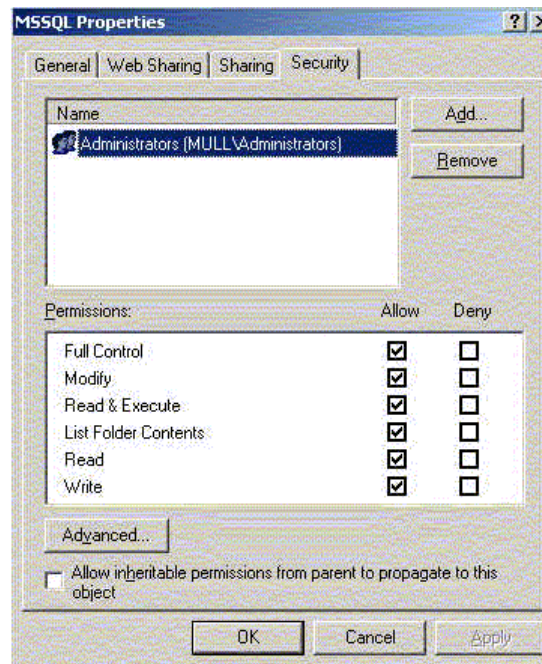 MSSQL Properties
General Web Sharing Sharing Security
Name
Add...
Administrators (MULL\Administrators)
Remove
Permissions: Allow Deny
Full Control
Modify
Read & Execute
List Folder Contents
Read
Write
Advanced...
Allow inheritable permissions from parent to propagate to this
object
OK Cancel Apply